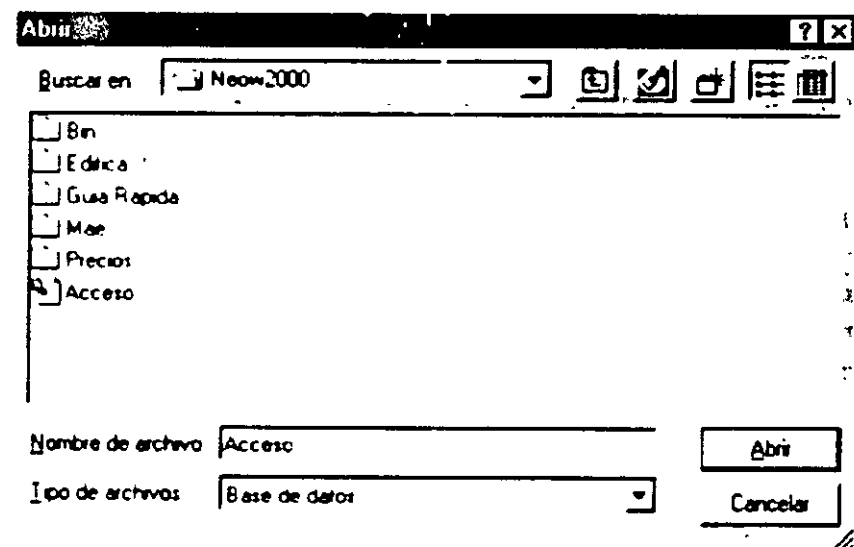 Abrir
Buscar en Neow2000
Bin
Edifica
Guia Rapida
Mae
Precios
Acceso
Nombre de archivo Acceso Abrir
Tipo de archivos Base de datos Cancelar